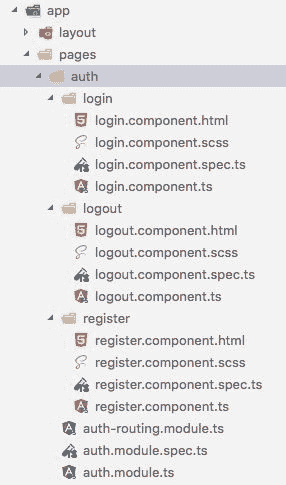 app
layout
pages
auth
login
login.component.html
login.component.scss
login.component.spec.ts
login.component.ts
logout
logout.component.html
logout.component.scss
logout.component.spec.ts
logout.component.ts
register
register.component.html
register.component.scss
register.component.spec.ts
register.component.ts
auth-routing.module.ts
auth.module.spec.ts
auth.module.ts